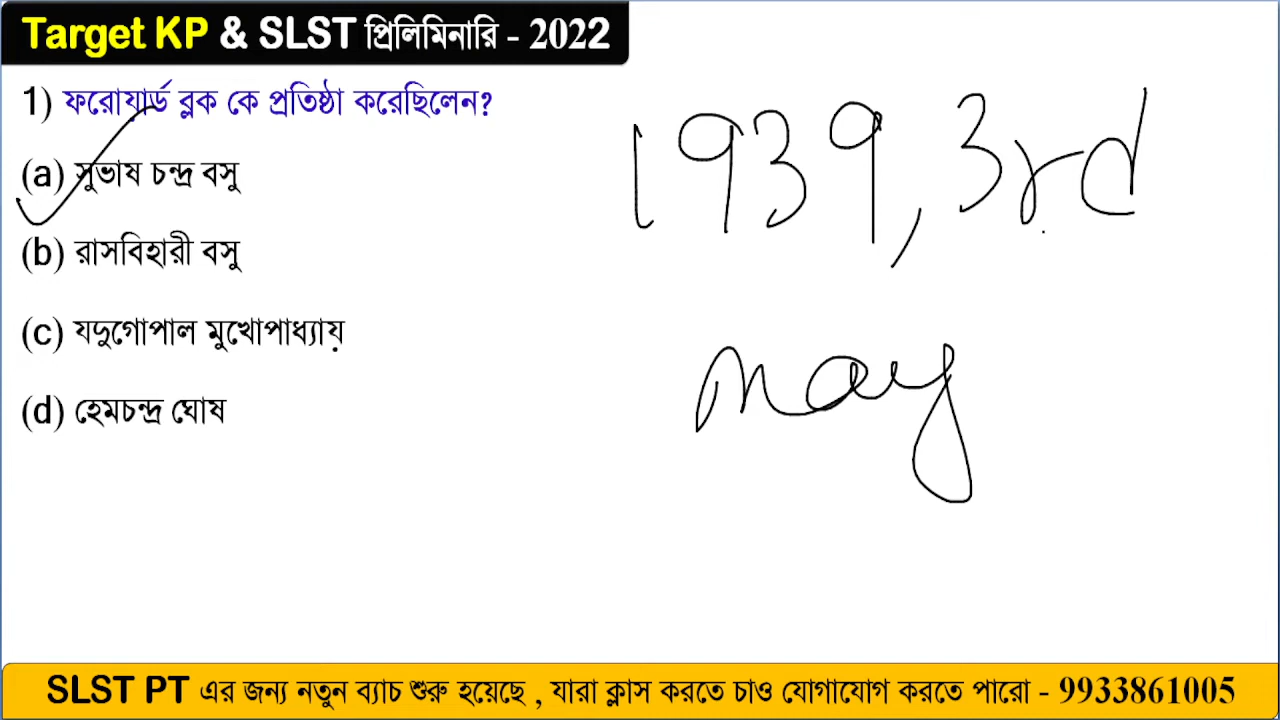 Target KP & SLST প্রিলিমিনারি - 2022
1) ফরোয়ার্ড ব্লক কে প্রতিষ্ঠা করেছিলেন?
(a) সুভাষ চন্দ্র বসু
(b) রাসবিহারী বসু
(c) যদুগোপাল মুখোপাধ্যায়
(d) হেমচন্দ্র ঘোষ
1939, 3rd
may
SLST PT এর জন্য নতুন ব্যাচ শুরু হয়েছে , যারা ক্লাস করতে চাও যোগাযোগ করতে পারো - 9933861005